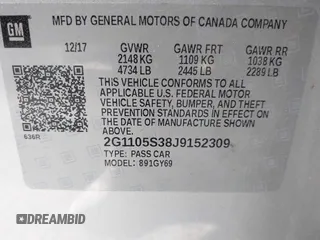 GM
MFD BY GENERAL MOTORS OF CANADA COMPANY
12/17 GVWR GAWR FRT GAWR RR
2148 KG 1109 KG 1038 KG
4734 LB 2445 LB 2289 LB
THIS VEHICLE CONFORMS TO ALL
APPLICABLE U.S. FEDERAL MOTOR
VEHICLE SAFETY, BUMPER, AND THEFT
PREVENTION STANDARDS IN EFFECT ON
THE DATE OF MANUFACTURE SHOWN ABOVE.
636R
2G1105S38J9152309
TYPE: PASS CAR
MODEL: 891GY69
DREAMBID